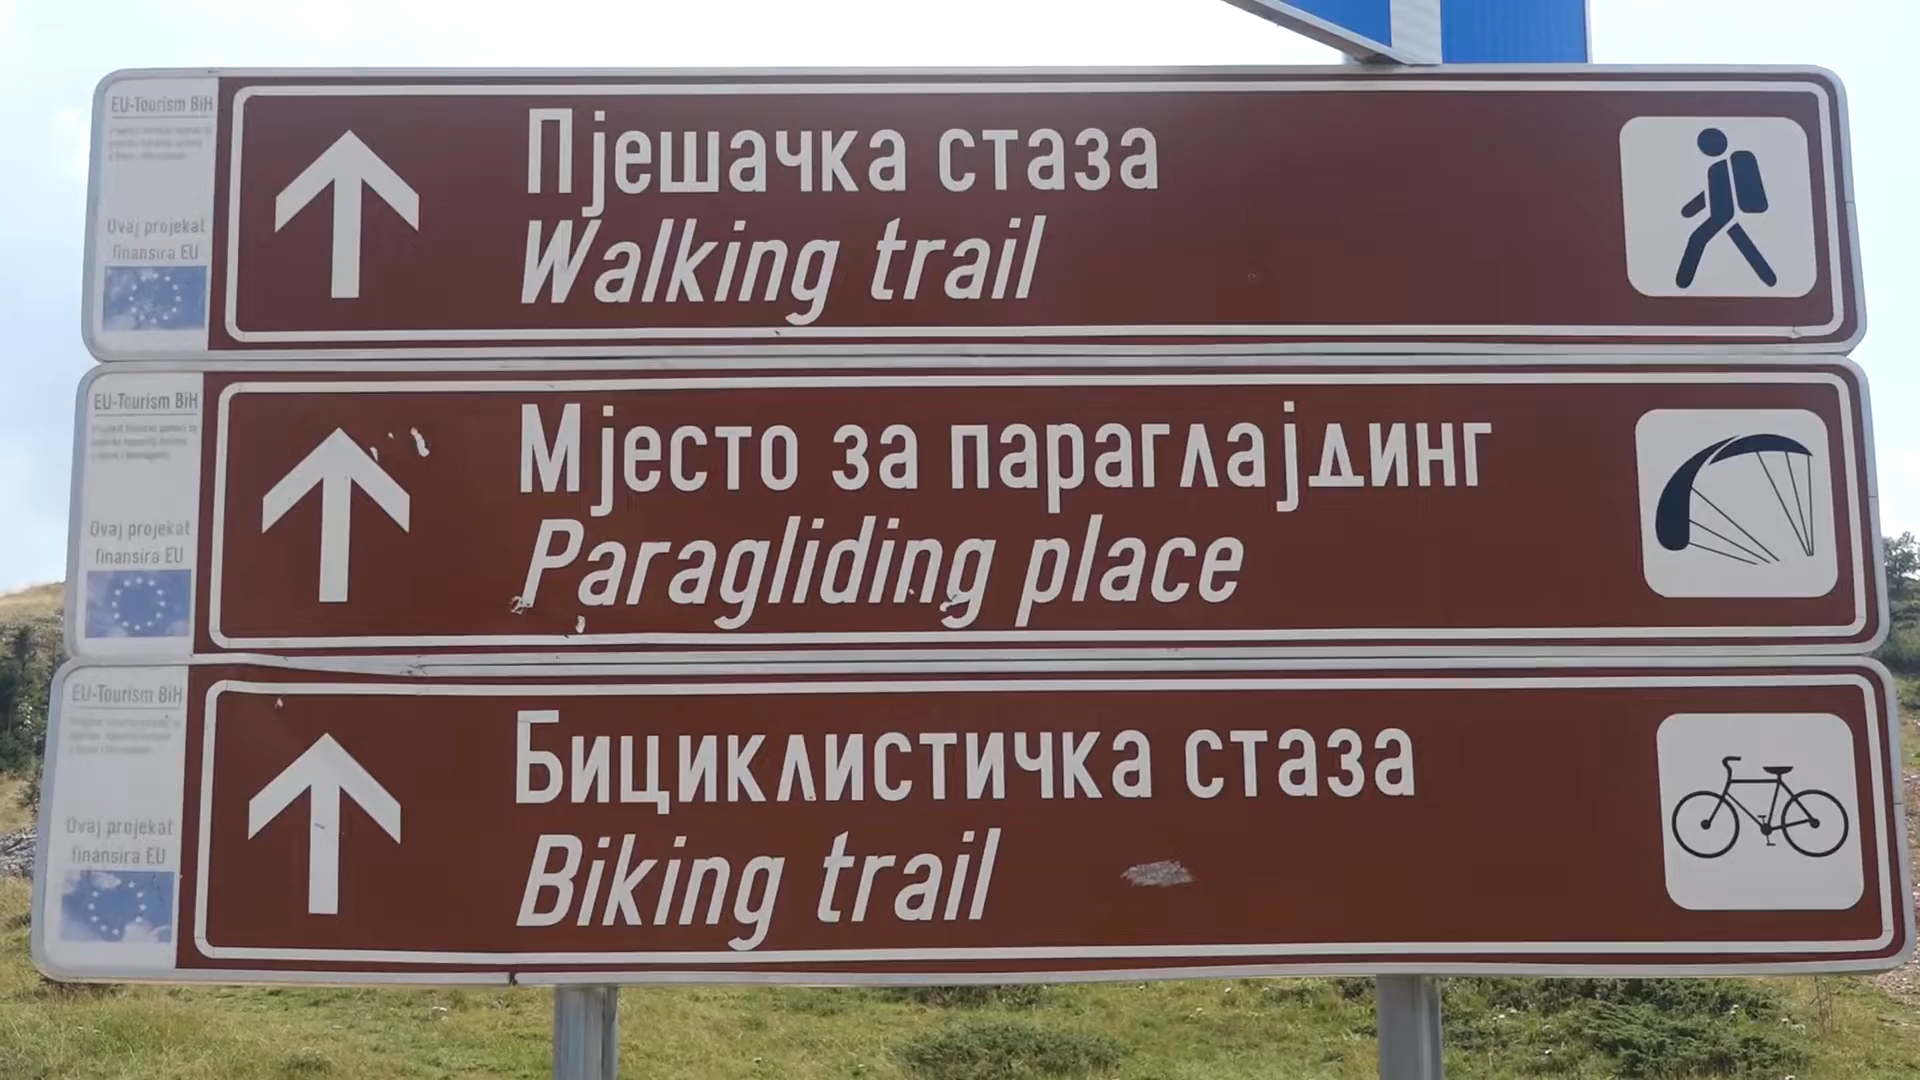 EU-Tourism BiH
Ovaj projekat
finansira EU
Пјешачка стаза
Walking trail
EU-Tourism BiH
Ovaj projekat
finansira EU
Мјесто за параглајдинг
Paragliding place
EU-Tourism BiH
Ovaj projekat
finansira EU
Бициклистичка стаза
Biking trail